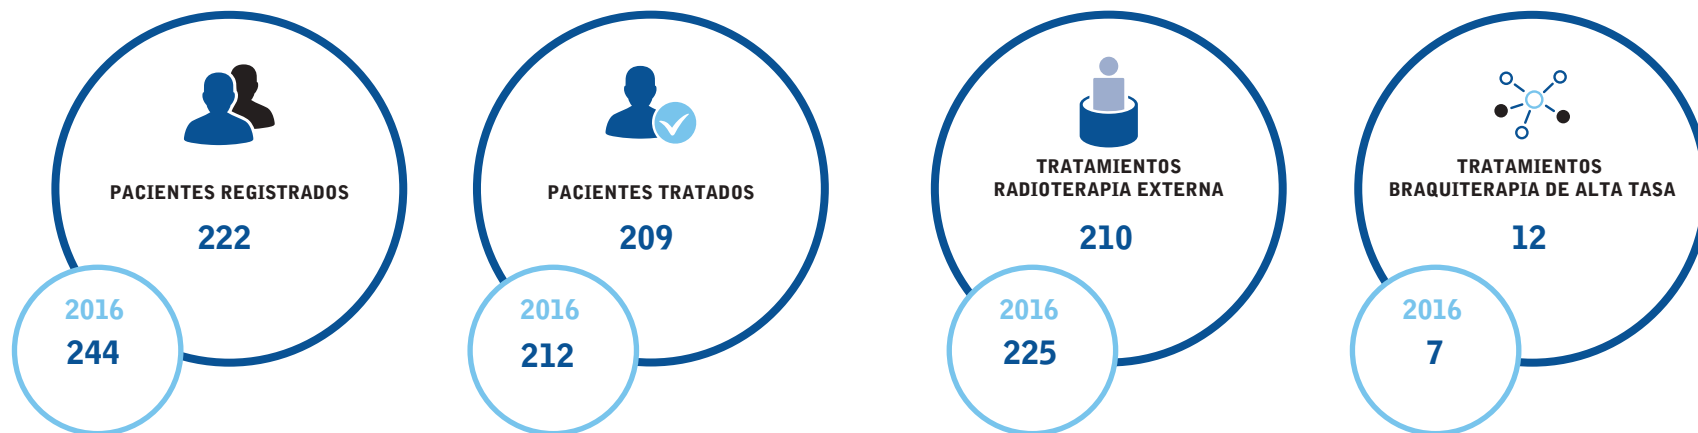 PACIENTES REGISTRADOS
222
2016
244
PACIENTES TRATADOS
209
2016
212
TRATAMIENTOS
RADIOTERAPIA EXTERNA
210
2016
225
TRATAMIENTOS
BRAQUITERAPIA DE ALTA TASA
12
2016
7